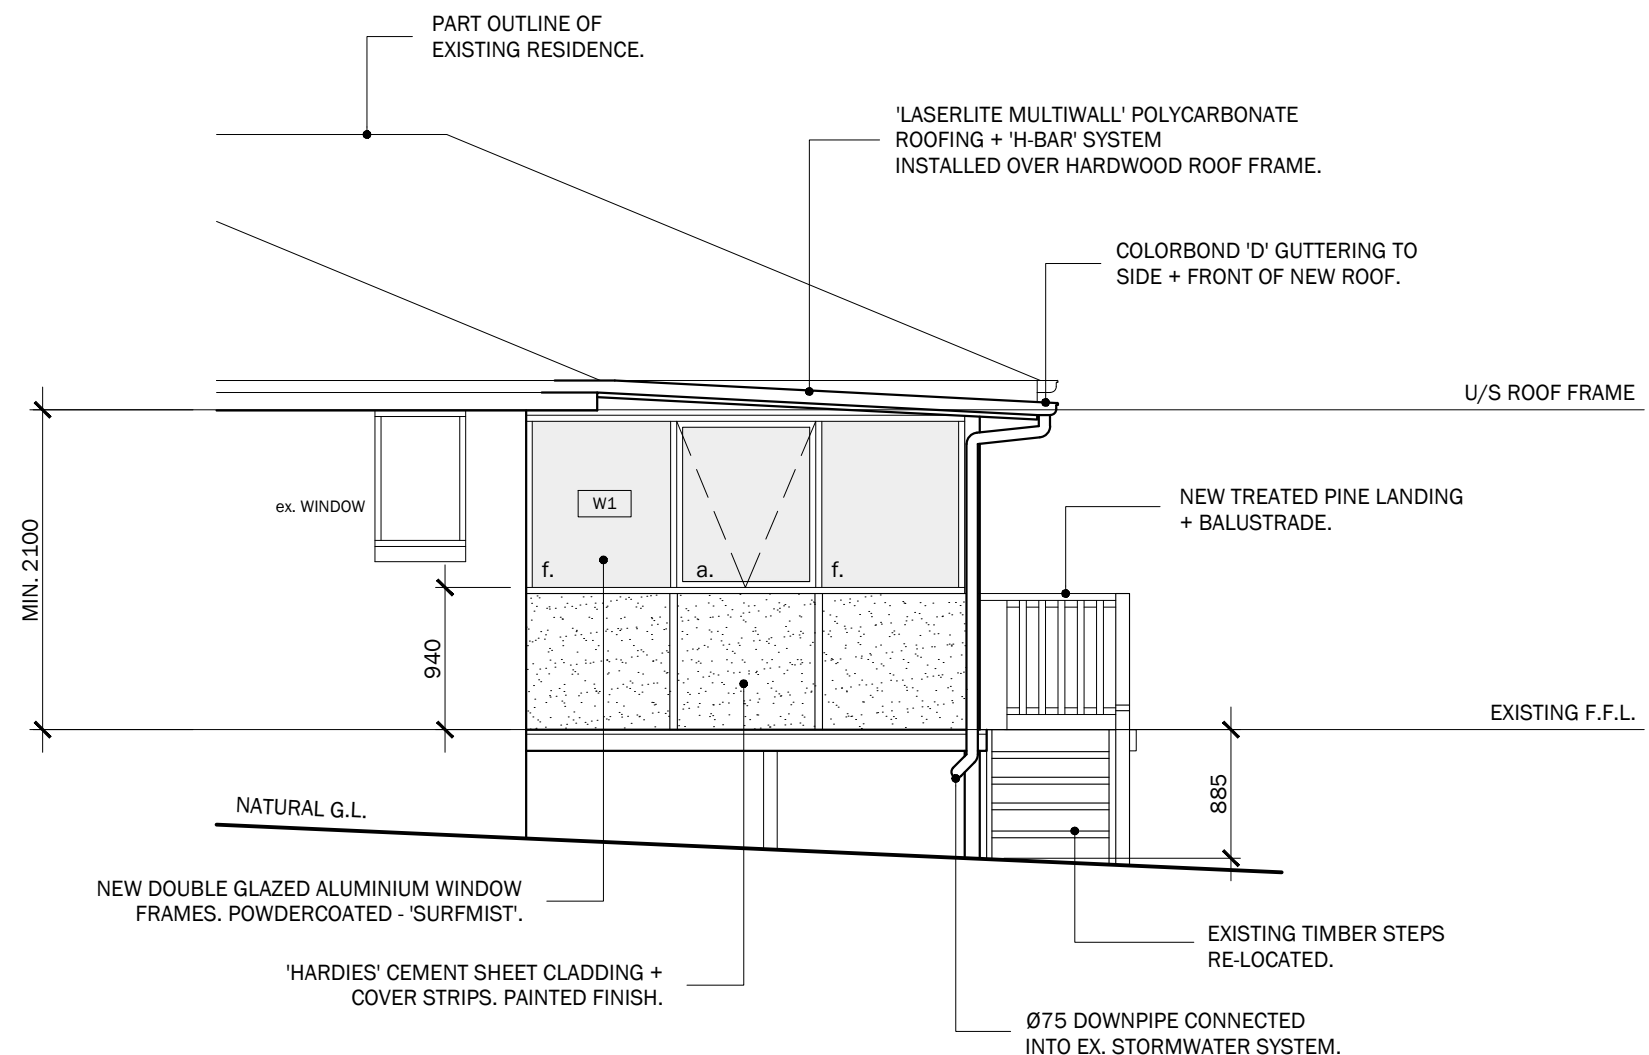 PART OUTLINE OF
EXISTING RESIDENCE.
'LASERLITE MULTIWALL' POLYCARBONATE
ROOFING + 'H-BAR' SYSTEM
INSTALLED OVER HARDWOOD ROOF FRAME.
COLORBOND 'D' GUTTERING TO
SIDE + FRONT OF NEW ROOF.
U/S ROOF FRAME
ex. WINDOW
W1
NEW TREATED PINE LANDING
+ BALUSTRADE.
MIN. 2100
f.
a.
f.
940
EXISTING F.F.L.
885
NATURAL G.L.
NEW DOUBLE GLAZED ALUMINIUM WINDOW
FRAMES. POWDERCOATED - 'SURFMIST'.
EXISTING TIMBER STEPS
RE-LOCATED.
'HARDIES' CEMENT SHEET CLADDING +
COVER STRIPS. PAINTED FINISH.
Ø75 DOWNPIPE CONNECTED
INTO EX. STORMWATER SYSTEM.